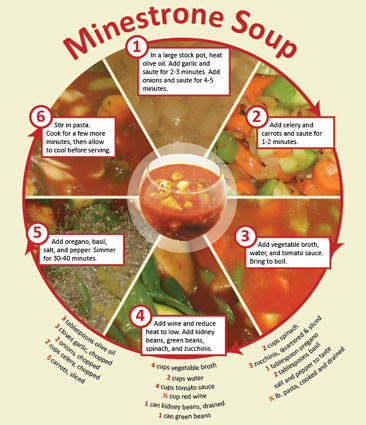 Minestrone Soup
1
In a large stock pot, heat
olive oil. Add garlic and
saute for 2-3 minutes. Add
onions and saute for 4-5
minutes.
2
Add celery and
carrots and saute for
1-2 minutes.
3
Add vegetable broth,
water, and tomato sauce.
Bring to boil.
4
Add wine and reduce
heat to low. Add kidney
beans, green beans,
spinach, and zucchinis.
5
Add oregano, basil,
salt, and pepper. Simmer
for 30-40 minutes.
6
Stir in pasta.
Cook for a few more
minutes, then allow
to cool before serving.
3 tablespoons olive oil
3 cloves garlic, chopped
2 onions, chopped
2 cups celery, chopped
5 carrots, sliced
4 cups vegetable broth
2 cups water
4 cups tomato sauce
½ cup red wine
1 can kidney beans, drained
1 can green beans
2 cups spinach
3 zucchinis, quartered & sliced
1 tablespoon oregano
2 tablespoons basil
salt and pepper to taste
½ lb. pasta, cooked and drained